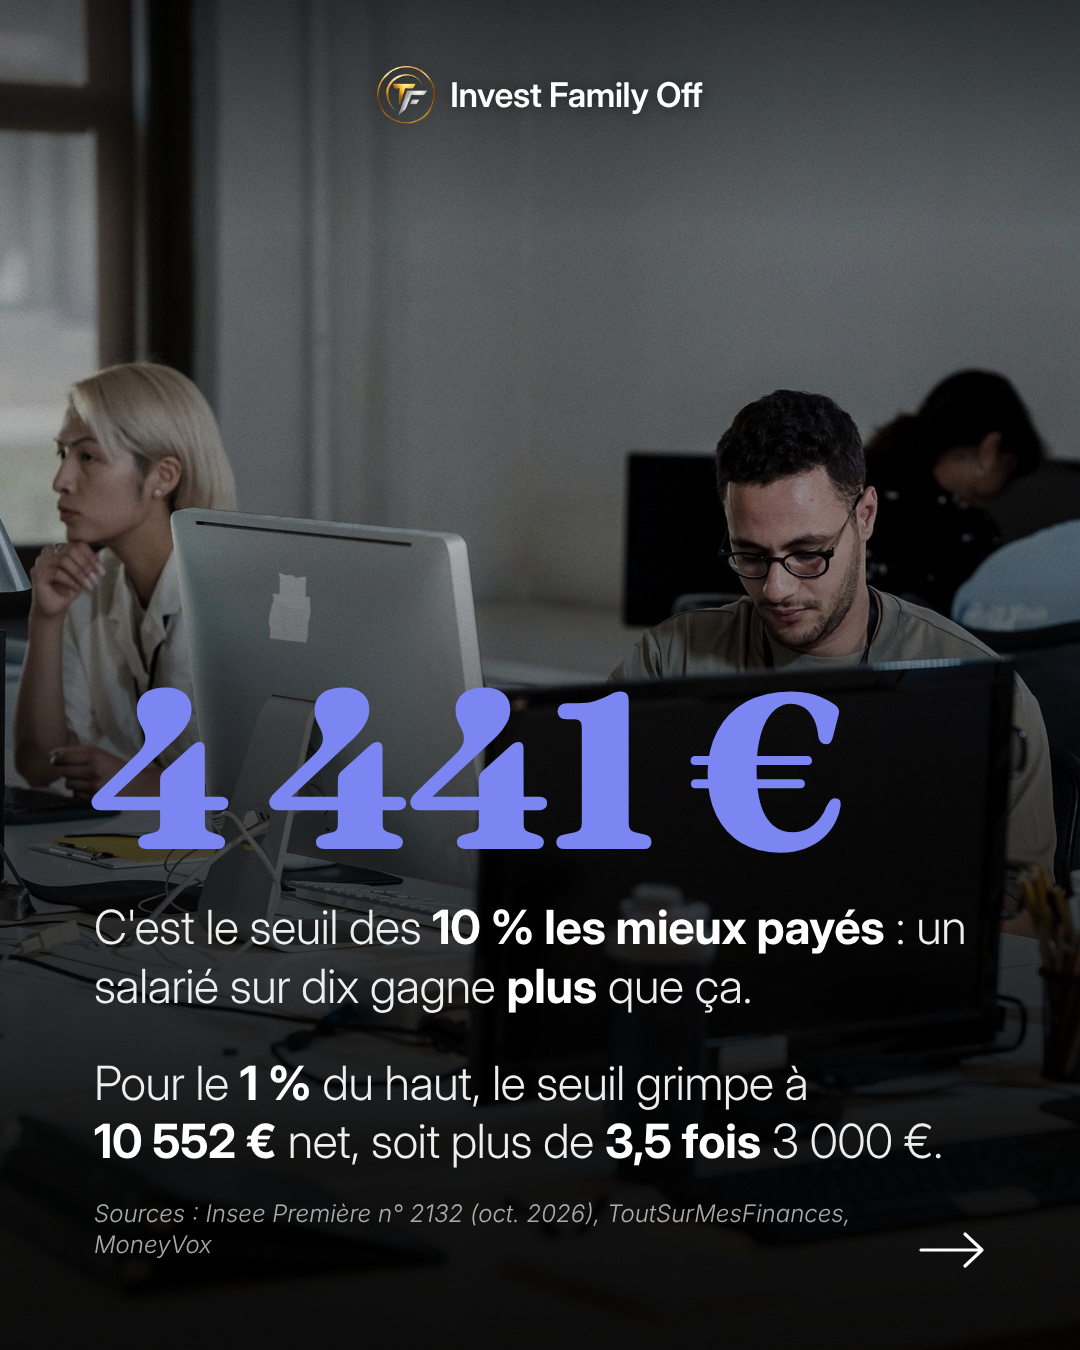 Invest Family Off
4 441 €
C'est le seuil des 10 % les mieux payés : un
salarié sur dix gagne plus que ça.
Pour le 1 % du haut, le seuil grimpe à
10 552 € net, soit plus de 3,5 fois 3 000 €.
Sources : Insee Première n° 2132 (oct. 2026), ToutSurMesFinances,
MoneyVox